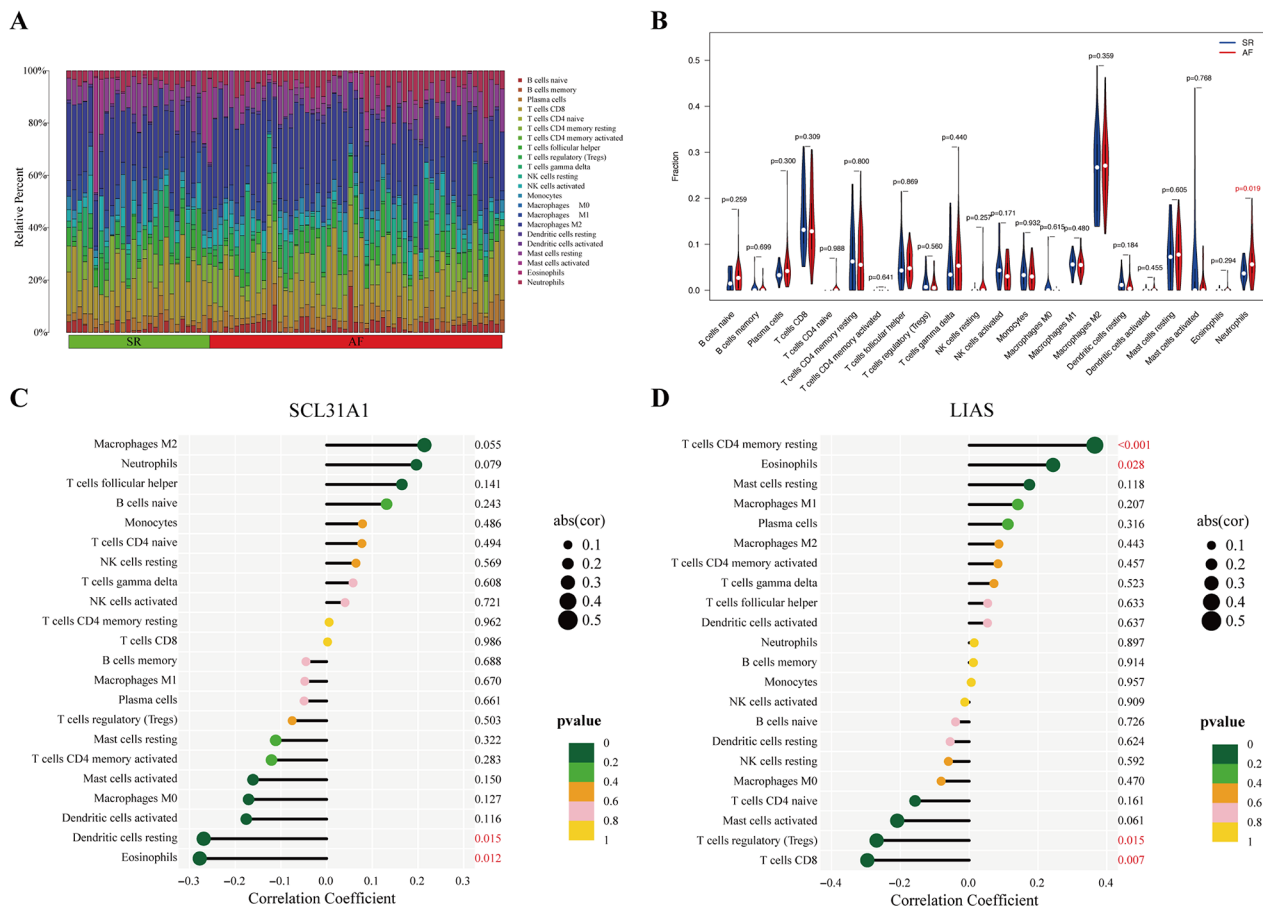 A
100%
80%
60%
40%
20%
0%
Relative Percent
SR
AF
B cells naive
B cells memory
Plasma cells
T cells CD8
T cells CD4 naive
T cells CD4 memory resting
T cells CD4 memory activated
T cells follicular helper
T cells regulatory (Tregs)
T cells gamma delta
NK cells resting
NK cells activated
Monocytes
Macrophages M0
Macrophages M1
Macrophages M2
Dendritic cells resting
Dendritic cells activated
Mast cells resting
Mast cells activated
Eosinophils
Neutrophils
B
SR
AF
Fraction
0.5
0.4
0.3
0.2
0.1
0.0
p=0.259
p=0.699
p=0.300
p=0.309
p=0.988
p=0.800
p=0.641
p=0.869
p=0.560
p=0.440
p=0.257
p=0.171
p=0.932
p=0.615
p=0.480
p=0.359
p=0.184
p=0.455
p=0.605
p=0.768
p=0.294
p=0.019
B cells naive
B cells memory
Plasma cells
T cells CD8
T cells CD4 naive
T cells CD4 memory resting
T cells CD4 memory activated
T cells follicular helper
T cells regulatory (Tregs)
T cells gamma delta
NK cells resting
NK cells activated
Monocytes
Macrophages M0
Macrophages M1
Macrophages M2
Dendritic cells resting
Dendritic cells activated
Mast cells resting
Mast cells activated
Eosinophils
Neutrophils
C
SCL31A1
Macrophages M2 0.055
Neutrophils 0.079
T cells follicular helper 0.141
B cells naive 0.243
Monocytes 0.486
T cells CD4 naive 0.494
NK cells resting 0.569
T cells gamma delta 0.608
NK cells activated 0.721
T cells CD4 memory resting 0.962
T cells CD8 0.986
B cells memory 0.688
Macrophages M1 0.670
Plasma cells 0.661
T cells regulatory (Tregs) 0.503
Mast cells resting 0.322
T cells CD4 memory activated 0.283
Mast cells activated 0.150
Macrophages M0 0.127
Dendritic cells activated 0.116
Dendritic cells resting 0.015
Eosinophils 0.012
−0.3 −0.2 −0.1 0.0 0.1 0.2 0.3
Correlation Coefficient
abs(cor)
0.1
0.2
0.3
0.4
0.5
pvalue
0
0.2
0.4
0.6
0.8
1
D
LIAS
T cells CD4 memory resting <0.001
Eosinophils 0.028
Mast cells resting 0.118
Macrophages M1 0.207
Plasma cells 0.316
Macrophages M2 0.443
T cells CD4 memory activated 0.457
T cells gamma delta 0.523
T cells follicular helper 0.633
Dendritic cells activated 0.637
Neutrophils 0.897
B cells memory 0.914
Monocytes 0.957
NK cells activated 0.909
B cells naive 0.726
Dendritic cells resting 0.624
NK cells resting 0.592
Macrophages M0 0.470
T cells CD4 naive 0.161
Mast cells activated 0.061
T cells regulatory (Tregs) 0.015
T cells CD8 0.007
−0.4 −0.2 0.0 0.2 0.4
Correlation Coefficient
abs(cor)
0.1
0.2
0.3
0.4
0.5
pvalue
0
0.2
0.4
0.6
0.8
1